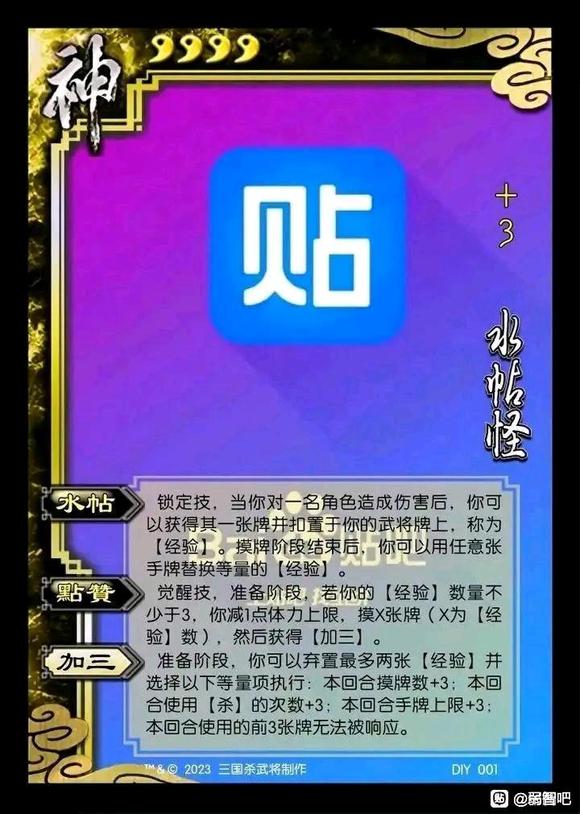 神
9999
贴
+3
水帖怪
水帖
锁定技，当你对一名角色造成伤害后，你可
以获得其一张牌并扣置于你的武将牌上，称为
【经验】。摸牌阶段结束后，你可以用任意张
手牌替换等量的【经验】。
點贊
觉醒技，准备阶段，若你的【经验】数量不
少于3，你减1点体力上限，摸X张牌（X为【经
验】数），然后获得【加三】。
加三
准备阶段，你可以弃置最多两张【经验】并
选择以下等量项执行：本回合摸牌数+3；本回
合使用【杀】的次数+3；本回合手牌上限+3；
本回合使用的前3张牌无法被响应。
™&© 2023 三国杀武将制作
DIY 001
贴 @弱智吧